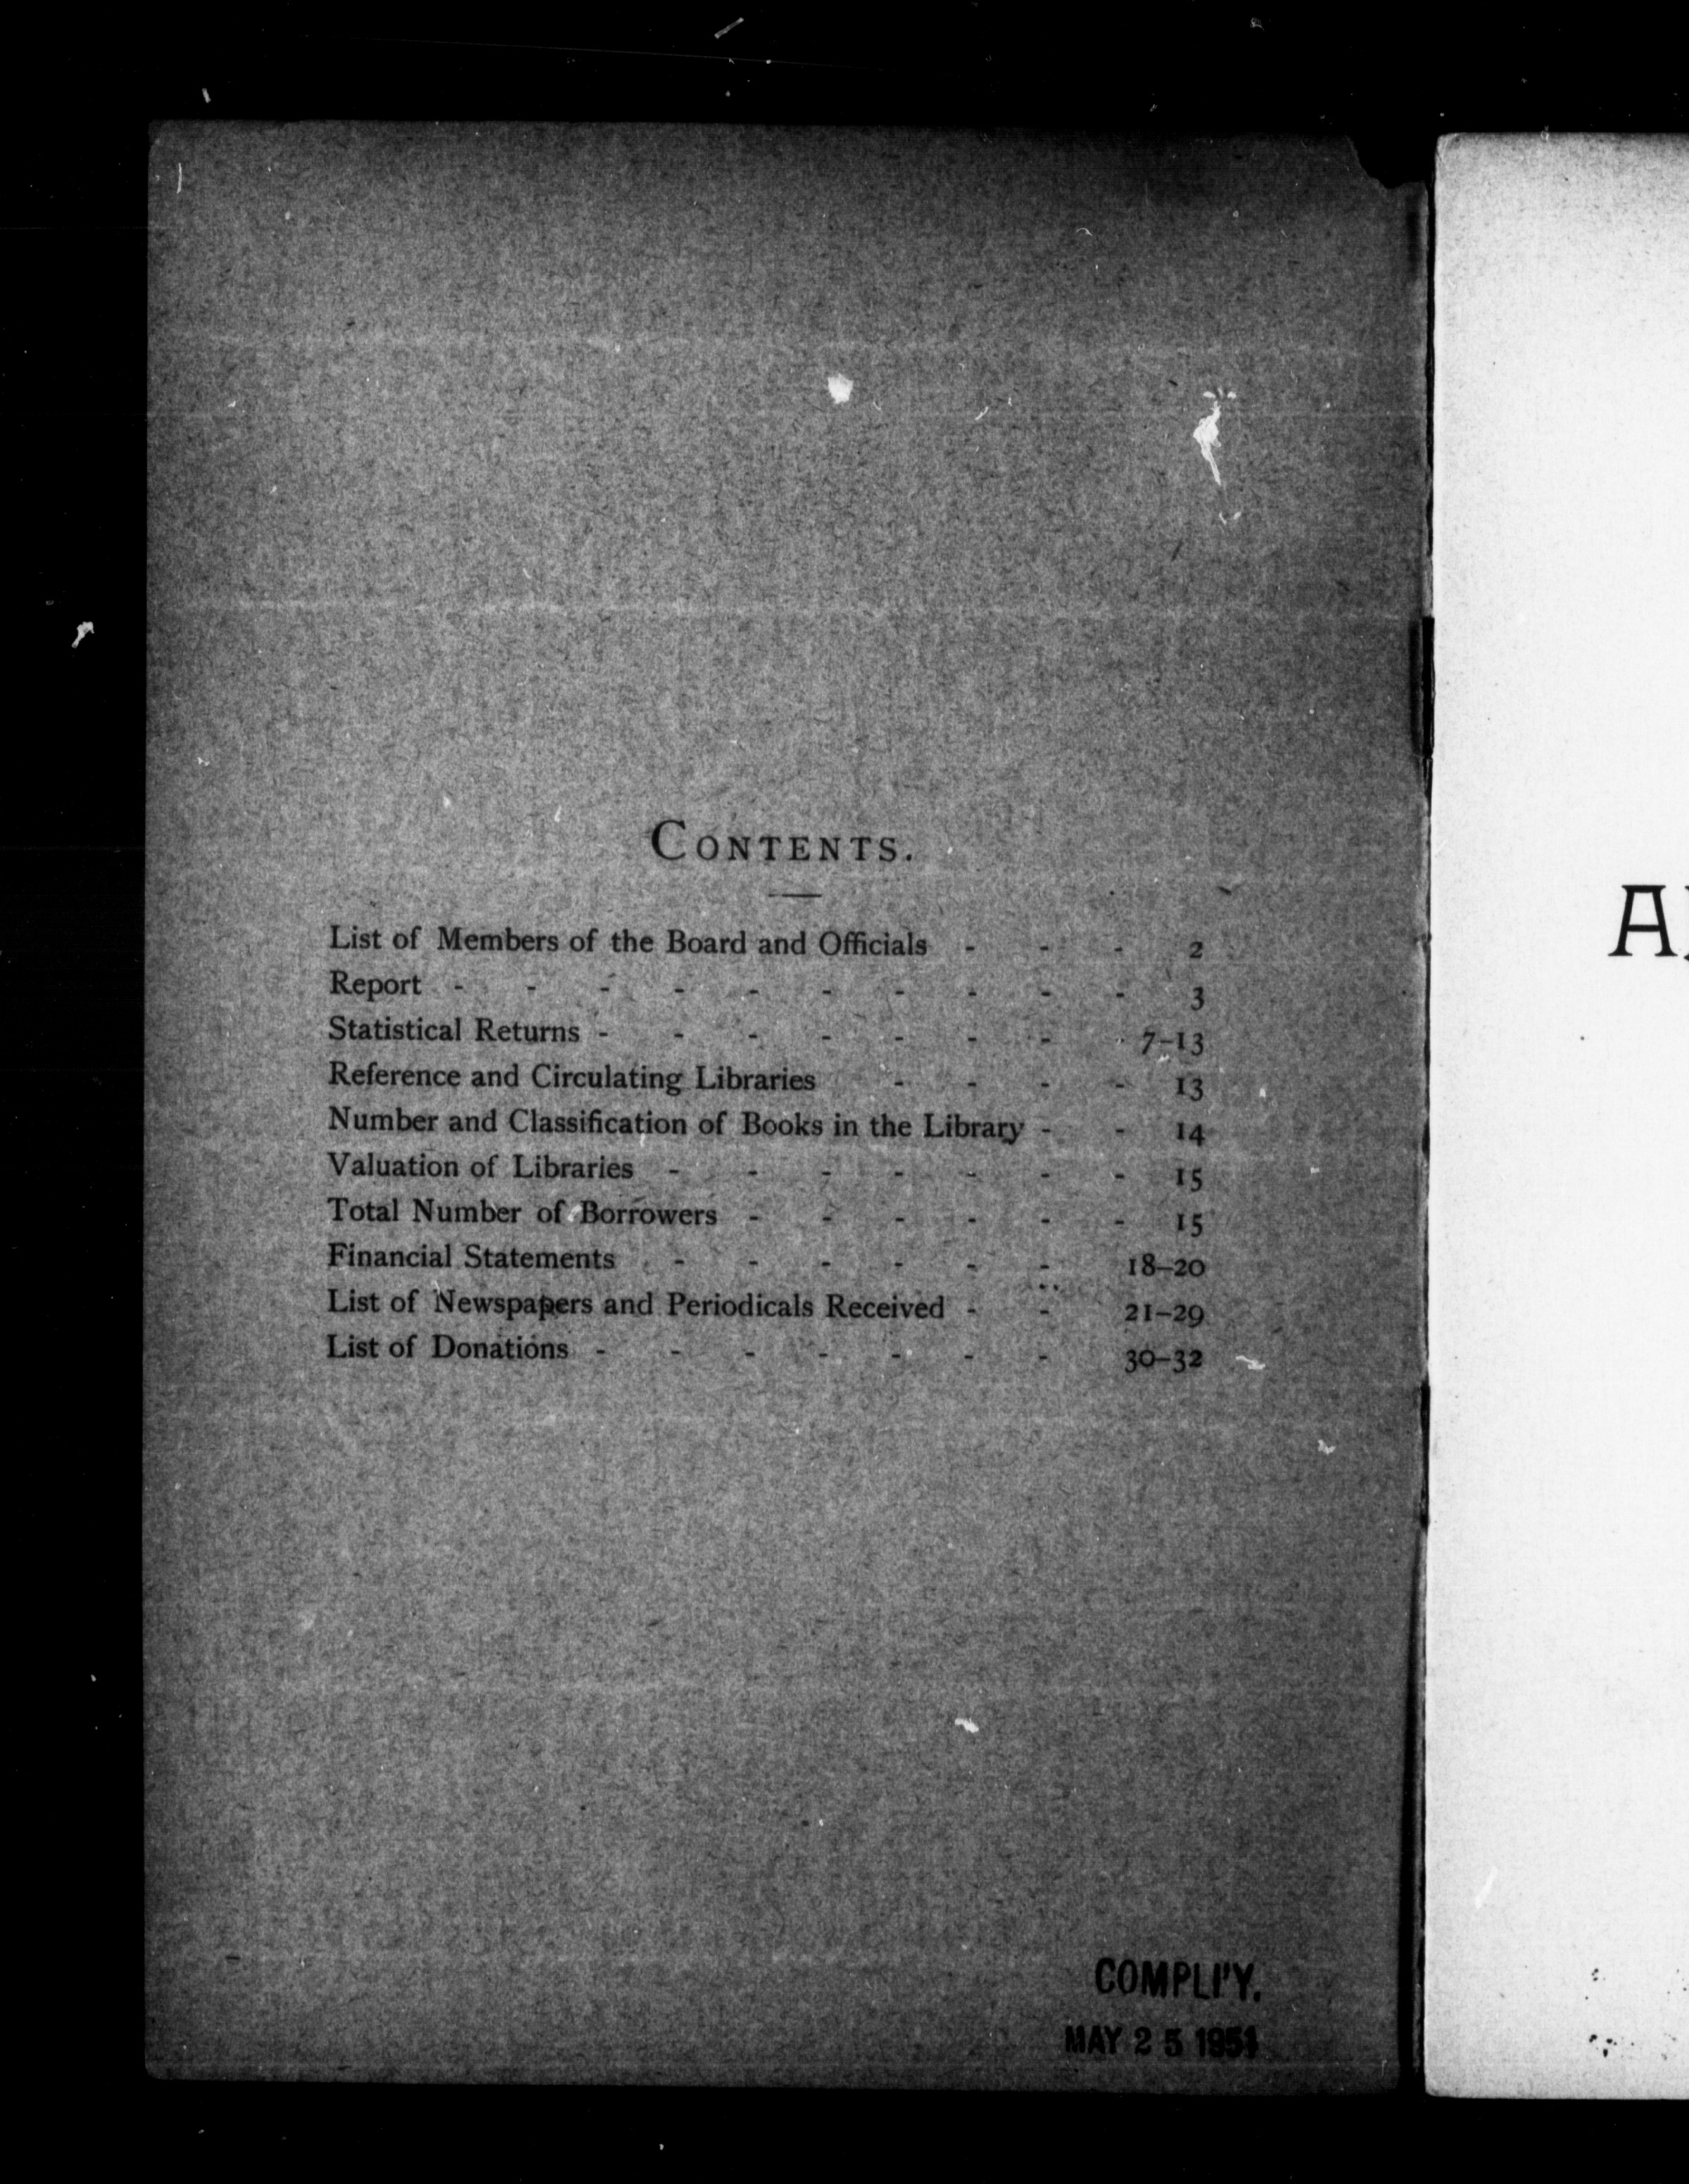 CONTENTS.
List of Members of the Board and Officials - - - 2
Report - - - - - - - - - - 3
Statistical Returns - - - - - - - 7–13
Reference and Circulating Libraries - - - - 13
Number and Classification of Books in the Library - - 14
Valuation of Libraries - - - - - - - 15
Total Number of Borrowers - - - - - - 15
Financial Statements - - - - - - 18–20
List of Newspapers and Periodicals Received - - 21–29
List of Donations - - - - - - - 30–32
COMPLI'Y.
MAY 25 1951